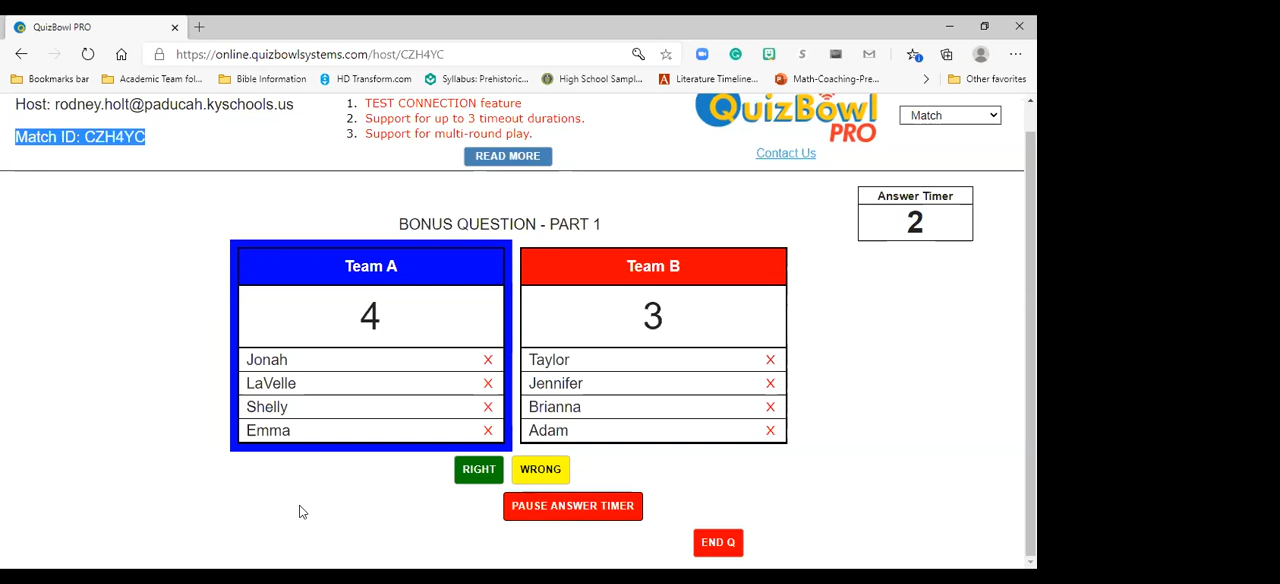 QuizBowl PRO
https://online.quizbowlsystems.com/host/CZH4YC
Bookmarks bar Academic Team fol... Bible Information HD Transform.com Syllabus: Prehistoric... High School Sampl... Literature Timeline... Math-Coaching-Pre... Other favorites
Host: rodney.holt@paducah.kyschools.us
Match ID: CZH4YC
1. TEST CONNECTION feature
2. Support for up to 3 timeout durations.
3. Support for multi-round play.
READ MORE
QuizBowl
PRO
Contact Us
Match
Answer Timer
2
BONUS QUESTION - PART 1
Team A
4
Jonah X
LaVelle X
Shelly X
Emma X
Team B
3
Taylor X
Jennifer X
Brianna X
Adam X
RIGHT WRONG
PAUSE ANSWER TIMER
END Q